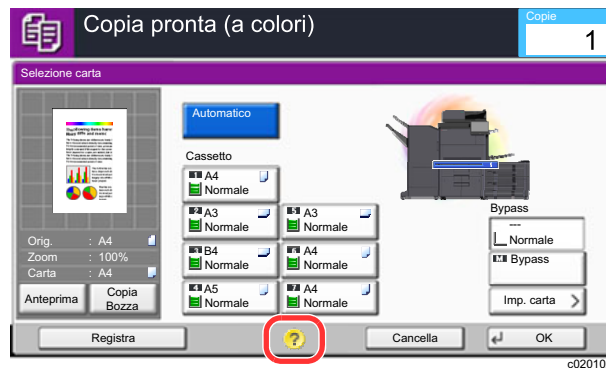 Copia pronta (a colori)
Copie
1
Selezione carta
Automatico
Cassetto
1 A4
Normale
2 A3
Normale
5 A3
Normale
3 B4
Normale
6 A4
Normale
4 A5
Normale
7 A4
Normale
1
Bypass
---
Normale
M Bypass
Imp. carta
Orig. : A4
Zoom : 100%
Carta : A4
Anteprima
Copia
Bozza
Registra
?
Cancella
OK
c02010